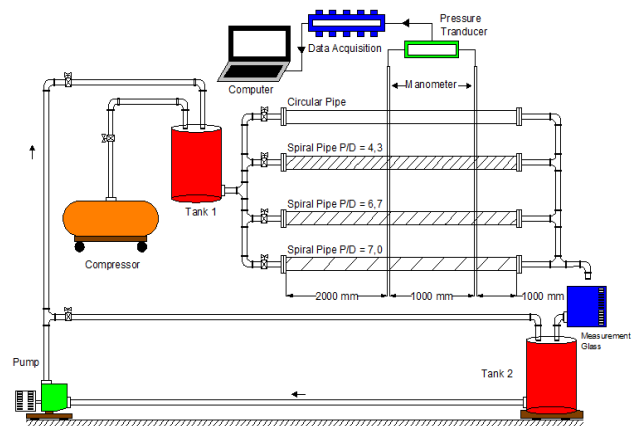 Pressure
Tranducer
Data Acquisition
Computer
Manometer
Circular Pipe
Spiral Pipe P/D = 4,3
Tank 1
Spiral Pipe P/D = 6,7
Spiral Pipe P/D = 7,0
Compressor
2000 mm
1000 mm
1000 mm
Measurement
Glass
Pump
Tank 2